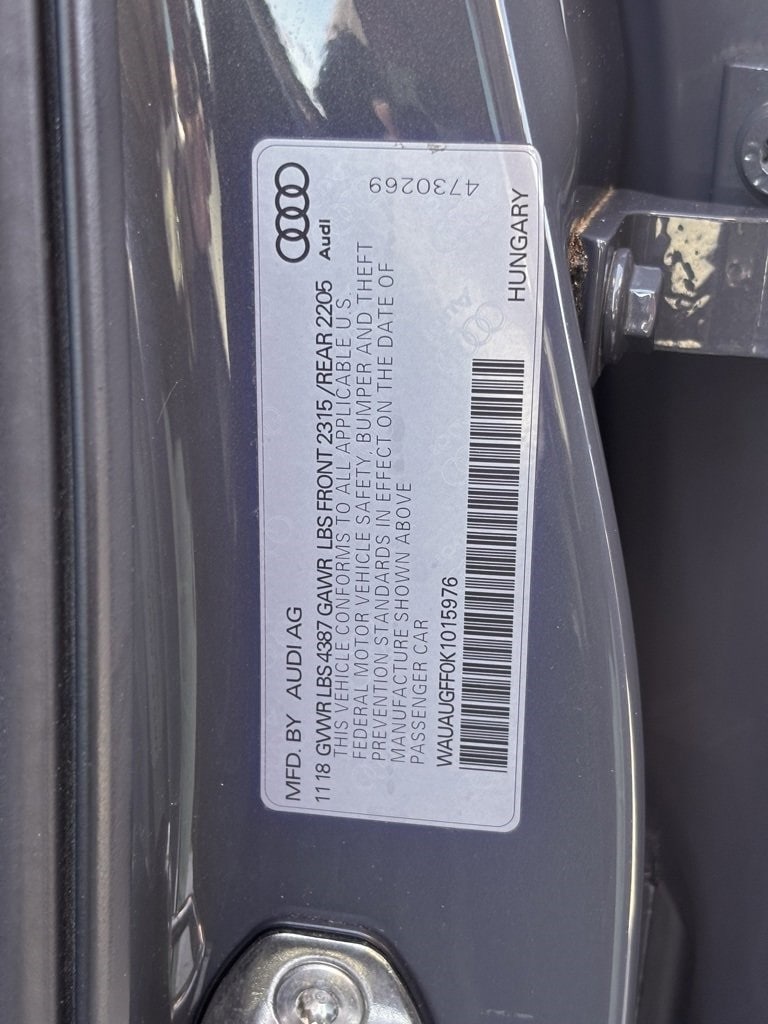 Audi
MFD. BY AUDI AG
11 18 GVWR LBS 4387 GAWR LBS FRONT 2315 /REAR 2205
THIS VEHICLE CONFORMS TO ALL APPLICABLE U.S.
FEDERAL MOTOR VEHICLE SAFETY, BUMPER AND THEFT
PREVENTION STANDARDS IN EFFECT ON THE DATE OF
MANUFACTURE SHOWN ABOVE
PASSENGER CAR
WAUAUGFF0K1015976
HUNGARY
4730269